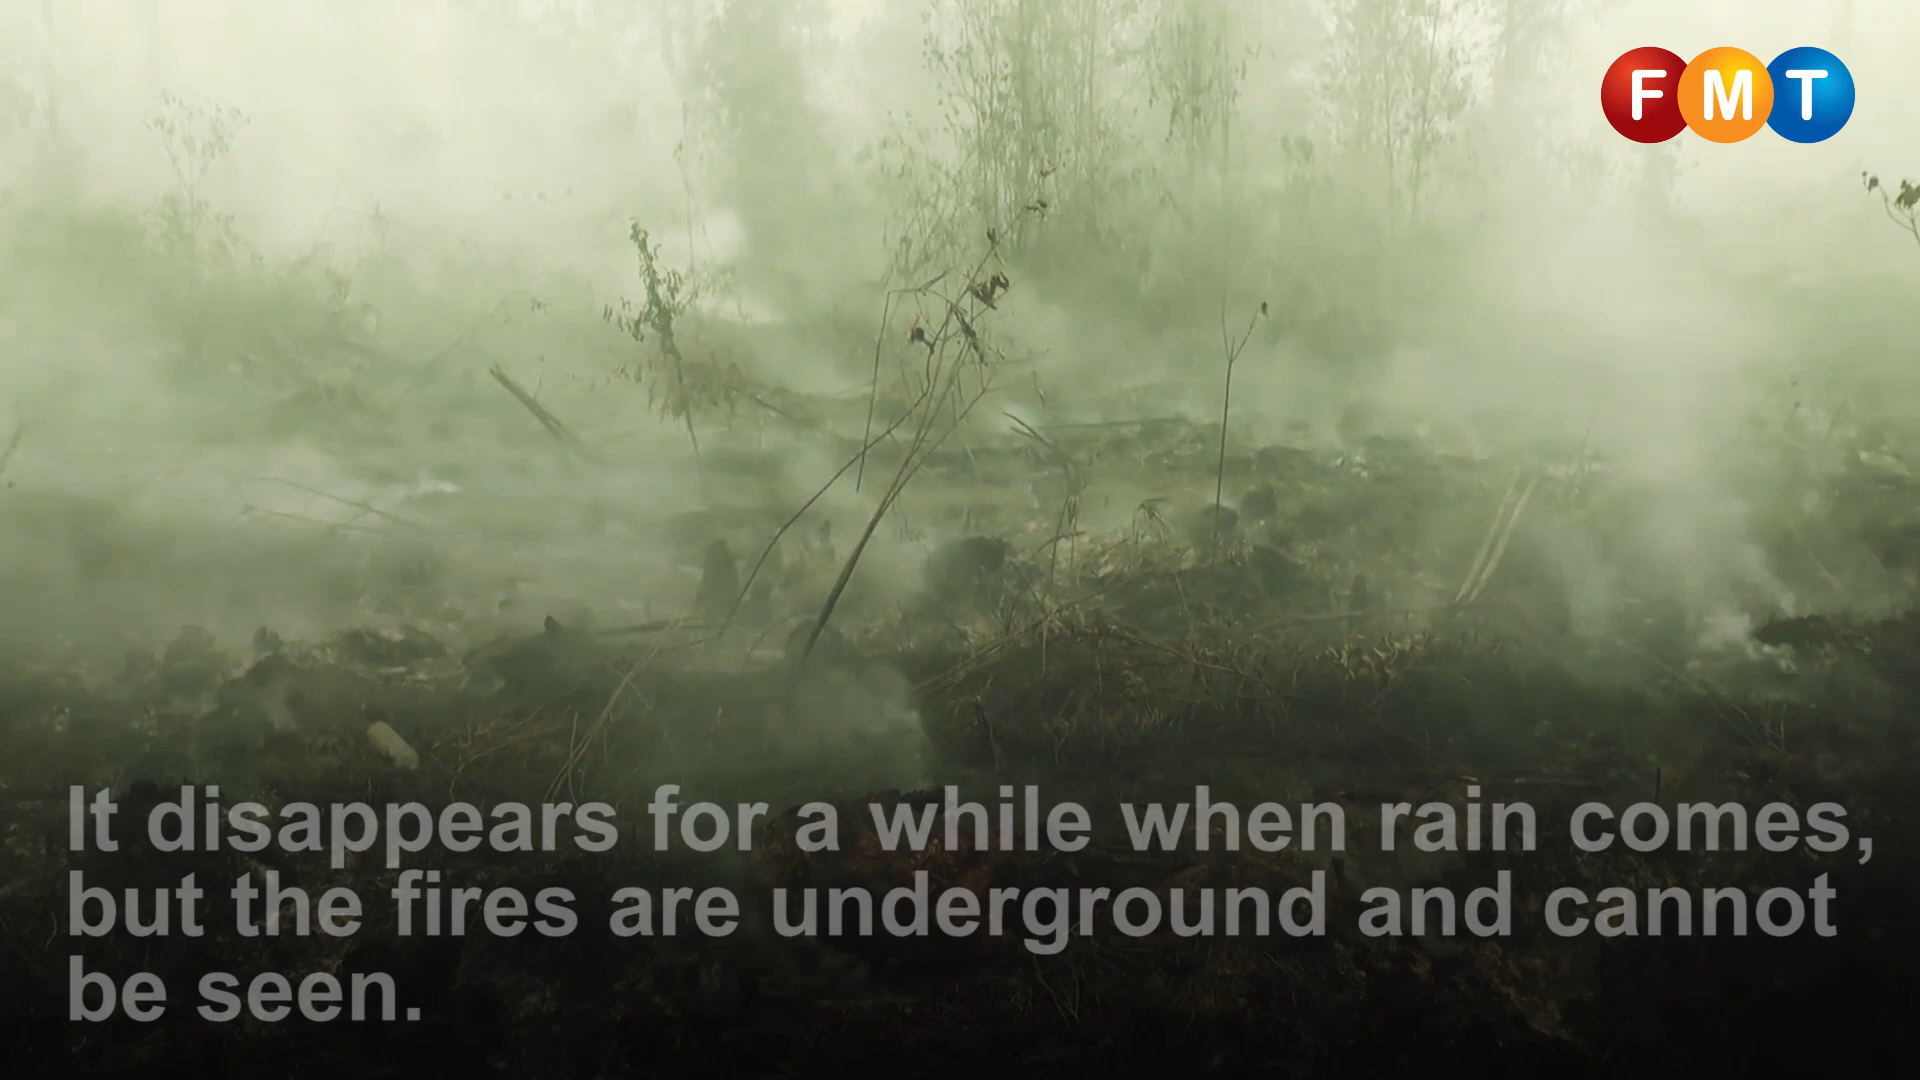 FMT
It disappears for a while when rain comes,
but the fires are underground and cannot
be seen.